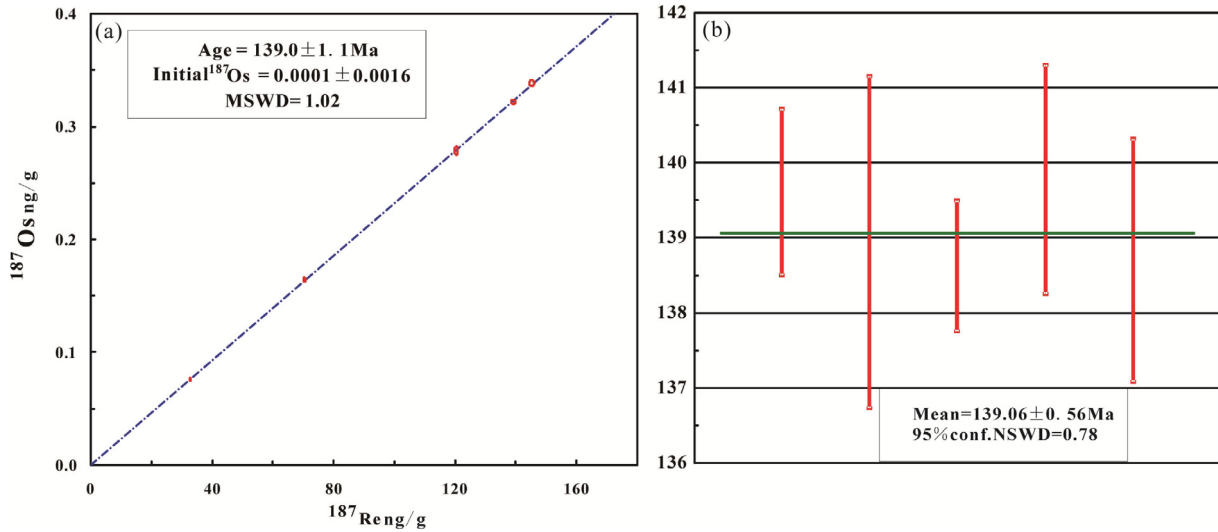 (a)
Age = 139.0±1. 1Ma
Initial¹⁸⁷Os = 0.0001±0.0016
MSWD= 1.02
0.4
0.3
0.2
0.1
0.0
¹⁸⁷Os ng/g
0
40
80
120
160
¹⁸⁷Re ng/g
(b)
142
141
140
139
138
137
136
Mean=139.06±0. 56Ma
95%conf.NSWD=0.78